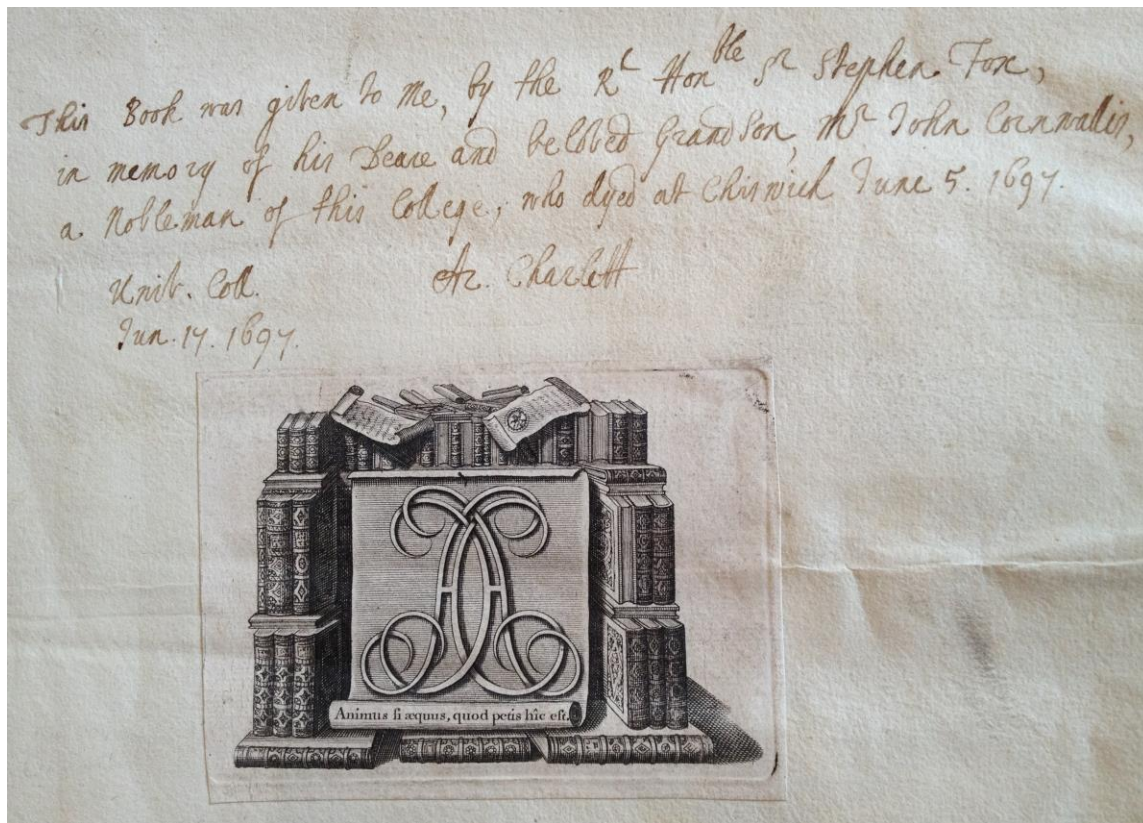 This Book was given to Me, by the Rt Honble Sr Stephen Fox,
in memory of his Deare and beloved Grandson, Mr John Cornwallis,
a Nobleman of this College, who dyed at Chiswick June 5. 1697.
Univ. Coll.
Ar. Charlett
Jun. 17. 1697.
Animus si æquus, quod petis hîc est.